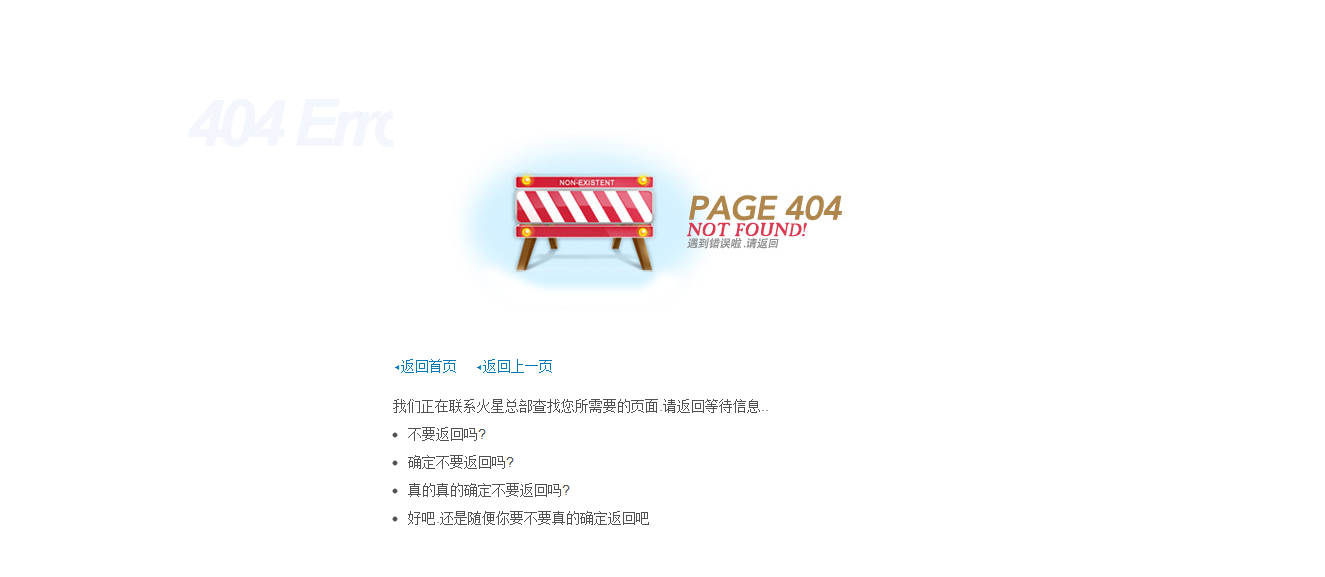 404 Erro
NON-EXISTENT
PAGE 404
NOT FOUND!
遇到错误啦.请返回
返回首页 返回上一页
我们正在联系火星总部查找您所需要的页面.请返回等待信息..
不要返回吗?
确定不要返回吗?
真的真的确定不要返回吗?
好吧.还是随便你要不要真的确定返回吧